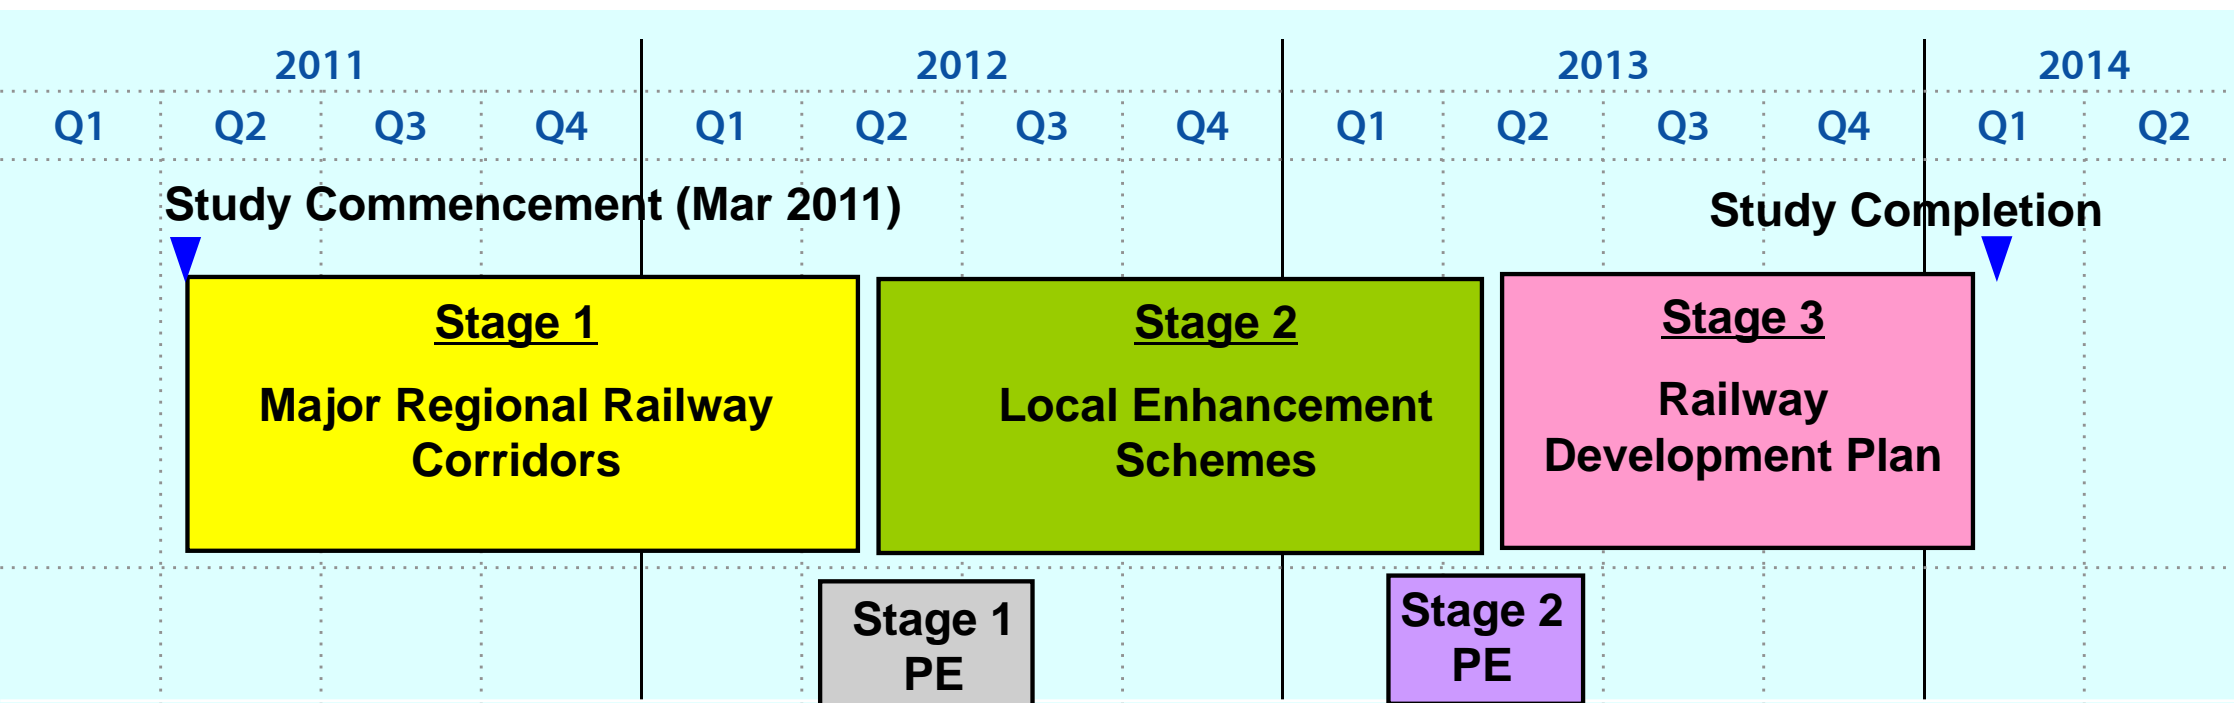 2011 2012 2013 2014
Q1 Q2 Q3 Q4 Q1 Q2 Q3 Q4 Q1 Q2 Q3 Q4 Q1 Q2
Study Commencement (Mar 2011)
Study Completion
Stage 1
Major Regional Railway
Corridors
Stage 2
Local Enhancement
Schemes
Stage 3
Railway
Development Plan
Stage 1
PE
Stage 2
PE